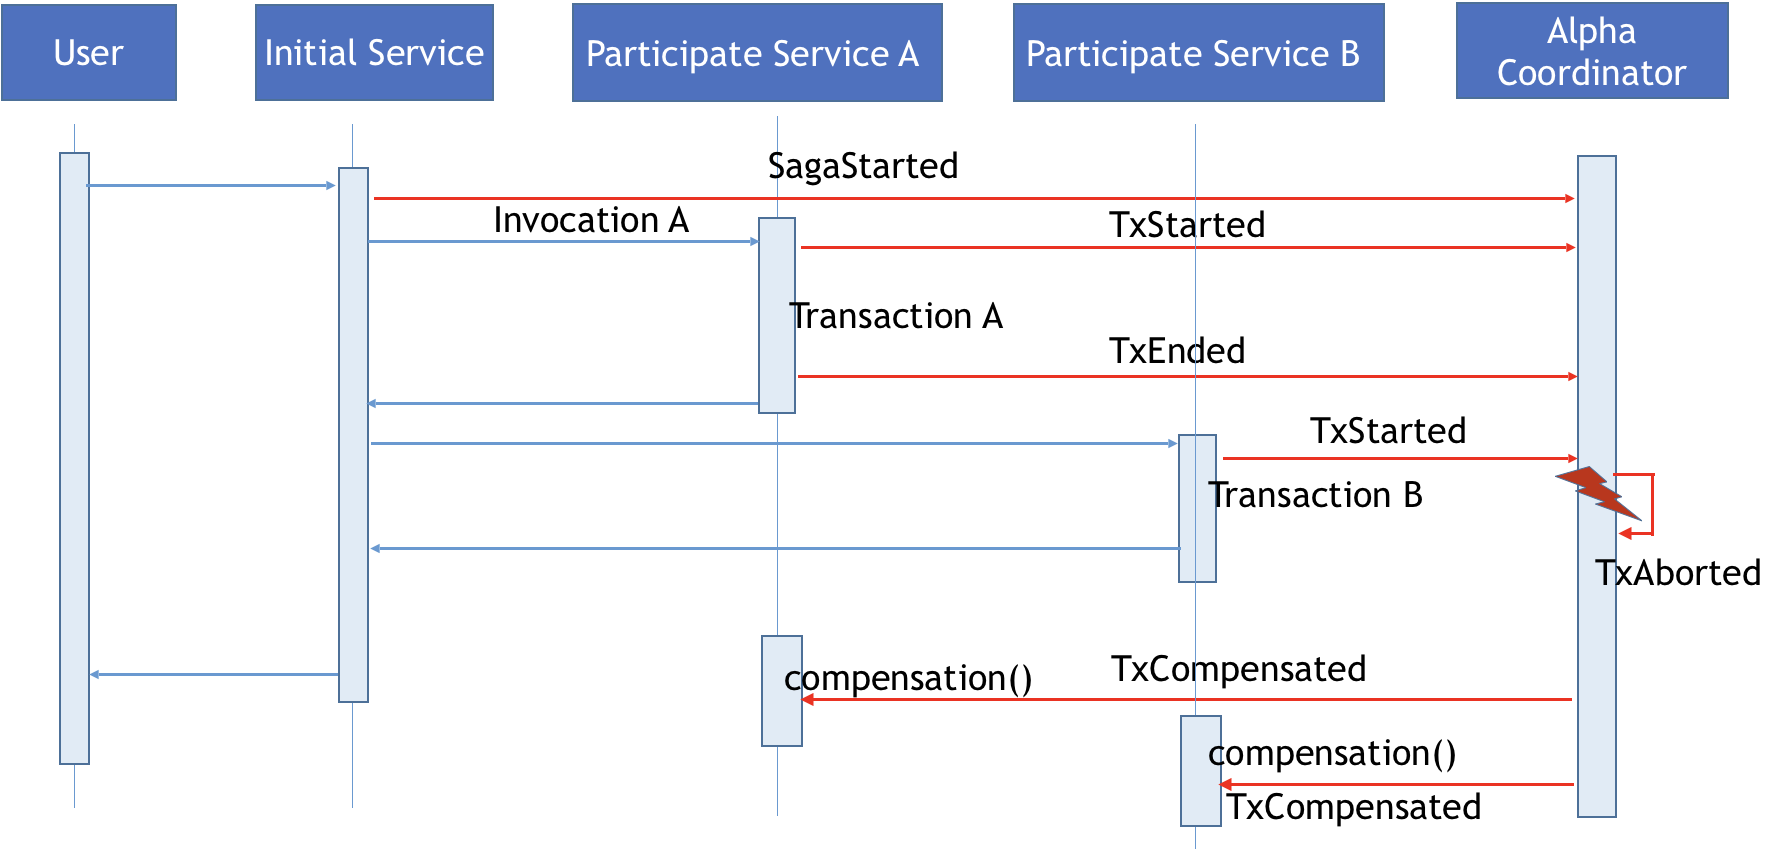 User
Initial Service
Participate Service A
Participate Service B
Alpha
Coordinator
SagaStarted
Invocation A
TxStarted
Transaction A
TxEnded
TxStarted
Transaction B
TxAborted
compensation()
TxCompensated
compensation()
TxCompensated